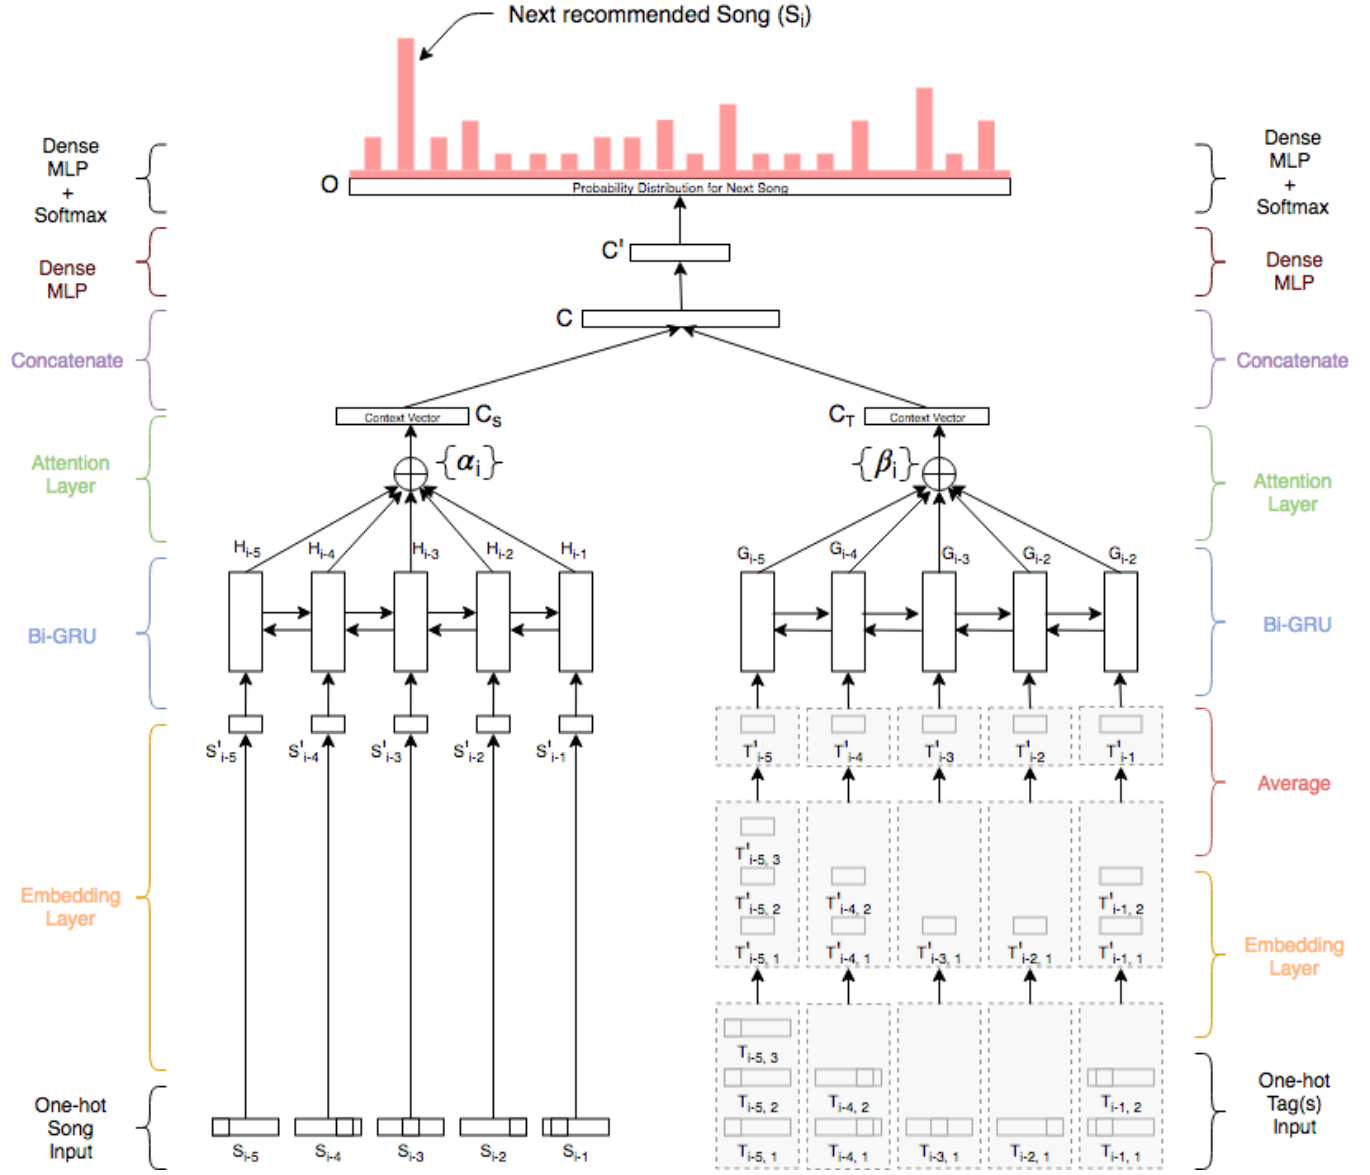 Next recommended Song (Si)
Dense
MLP
+
Softmax
Dense
MLP
+
Softmax
O
Probability Distribution for Next Song
C'
Dense
MLP
Dense
MLP
C
Concatenate
Concatenate
Context Vector
CS
CT
Context Vector
{αi}
{βi}
Attention
Layer
Attention
Layer
Hi-5 Hi-4 Hi-3 Hi-2 Hi-1
Gi-5 Gi-4 Gi-3 Gi-2 Gi-2
Bi-GRU
Bi-GRU
S'i-5 S'i-4 S'i-3 S'i-2 S'i-1
T'i-5 T'i-4 T'i-3 T'i-2 T'i-1
Average
T'i-5, 3
T'i-5, 2 T'i-4, 2 T'i-1, 2
T'i-5, 1 T'i-4, 1 T'i-3, 1 T'i-2, 1 T'i-1, 1
Embedding
Layer
Embedding
Layer
Ti-5, 3
Ti-5, 2 Ti-4, 2 Ti-1, 2
Ti-5, 1 Ti-4, 1 Ti-3, 1 Ti-2, 1 Ti-1, 1
One-hot
Song
Input
Si-5 Si-4 Si-3 Si-2 Si-1
One-hot
Tag(s)
Input